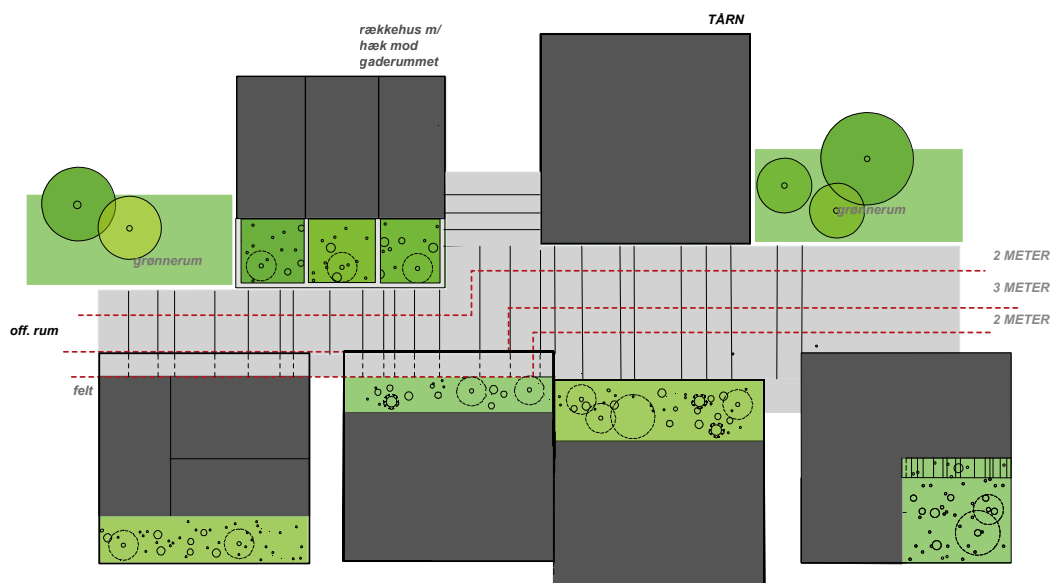 TÅRN
rækkehus m/
hæk mod
gaderummet
grønnerum
grønnerum
2 METER
3 METER
2 METER
off. rum
felt